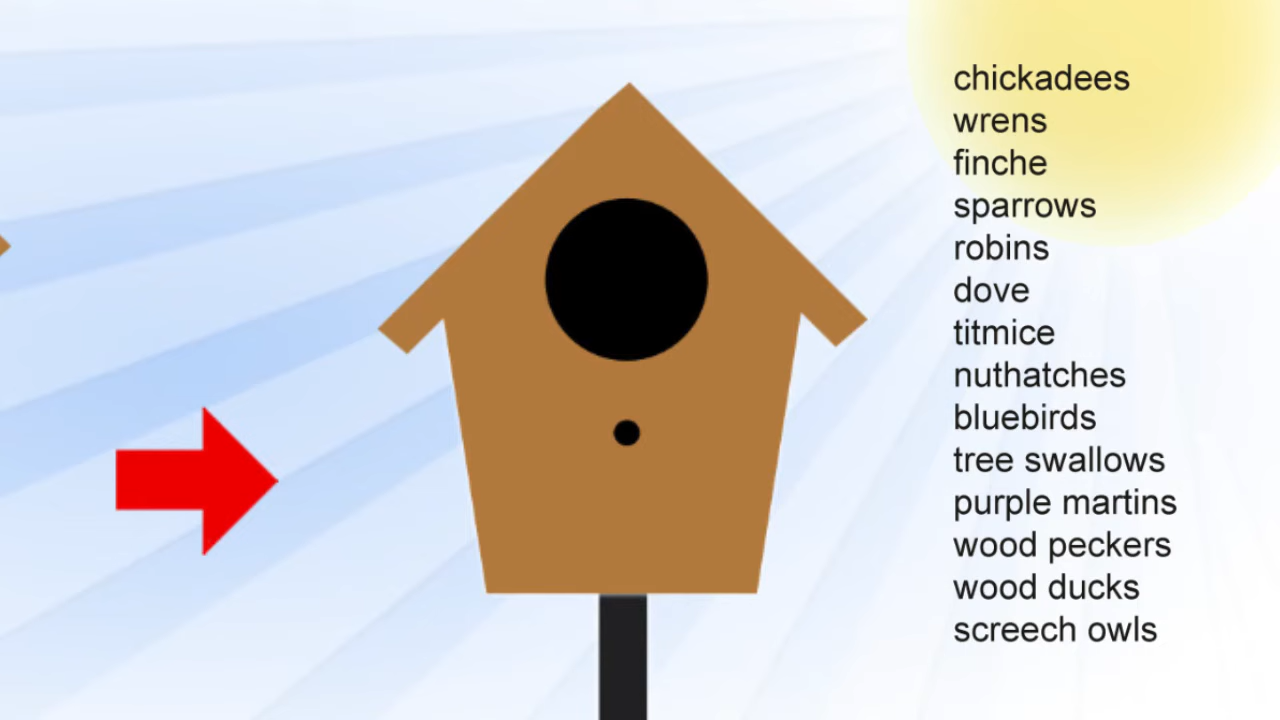 chickadees
wrens
finche
sparrows
robins
dove
titmice
nuthatches
bluebirds
tree swallows
purple martins
wood peckers
wood ducks
screech owls